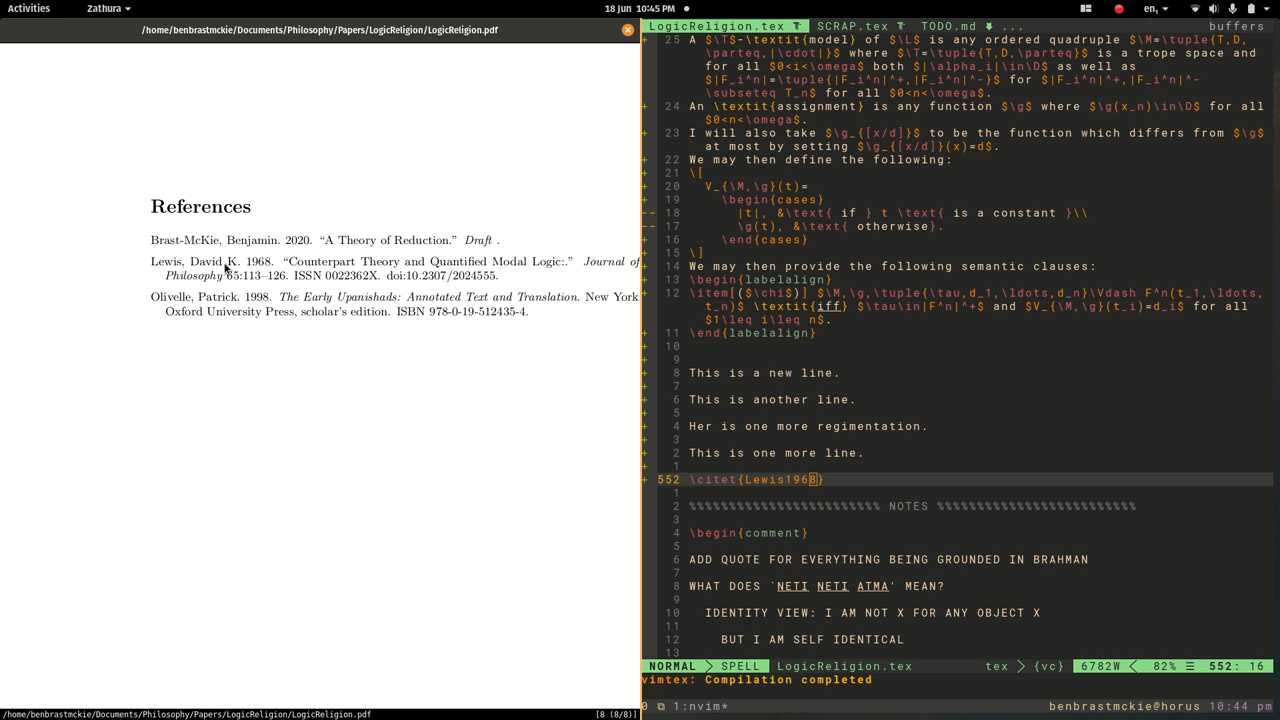 Activities Zathura 18 Jun 10:45 PM en1
/home/benbrastmckie/Documents/Philosophy/Papers/LogicReligion/LogicReligion.pdf
References
Brast-McKie, Benjamin. 2020. “A Theory of Reduction.” Draft .
Lewis, David K. 1968. “Counterpart Theory and Quantified Modal Logic:.” Journal of
Philosophy 65:113–126. ISSN 0022362X. doi:10.2307/2024555.
Olivelle, Patrick. 1998. The Early Upanishads: Annotated Text and Translation. New York
Oxford University Press, scholar’s edition. ISBN 978-0-19-512435-4.
/home/benbrastmckie/Documents/Philosophy/Papers/LogicReligion/LogicReligion.pdf [8 (8/8)]
LogicReligion.tex SCRAP.tex TODO.md ... buffers
+ 25 A $\T$-\textit{model} of $\L$ is any ordered quadruple $\M=\tuple{T,D,
\parteq,|\cdot|}$ where $\T=\tuple{T,D,\parteq}$ is a trope space and
for all $0<i<\omega$ both $|\alpha_i|\in\D$ as well as
$|F_i^n|=\tuple{|F_i^n|^+,|F_i^n|^-}$ for $|F_i^n|^+,|F_i^n|^-
\subseteq T_n$ for all $0<n<\omega$.
+ 24 An \textit{assignment} is any function $\g$ where $\g(x_n)\in\D$ for all
$0<n<\omega$.
+ 23 I will also take $\g_{[x/d]}$ to be the function which differs from $\g$
at most by setting $\g_{[x/d]}(x)=d$.
+ 22 We may then define the following:
+ 21 \[
+ 20 V_{\M,\g}(t)=
+ 19 \begin{cases}
-- 18 |t|, &\text{ if } t \text{ is a constant }\\
-- 17 \g(t), &\text{ otherwise}.
+ 16 \end{cases}
+ 15 \]
+ 14 We may then provide the following semantic clauses:
+ 13 \begin{labelalign}
+ 12 \item[($\chi$)] $\M,\g,\tuple{\tau,d_1,\ldots,d_n}\Vdash F^n(t_1,\ldots,
t_n)$ \textit{iff} $\tau\in|F^n|^+$ and $V_{\M,\g}(t_i)=d_i$ for all
$1\leq i\leq n$.
+ 11 \end{labelalign}
+ 10
+ 9
+ 8 This is a new line.
+ 7
+ 6 This is another line.
+ 5
+ 4 Her is one more regimentation.
+ 3
+ 2 This is one more line.
+ 1
+ 552 \citet{Lewis1968}
1
2 %%%%%%%%%%%%%%%%%%%%%%%% NOTES %%%%%%%%%%%%%%%%%%%%%%%%%
3
4 \begin{comment}
5
6 ADD QUOTE FOR EVERYTHING BEING GROUNDED IN BRAHMAN
7
8 WHAT DOES `NETI NETI ATMA' MEAN?
9
10 IDENTITY VIEW: I AM NOT X FOR ANY OBJECT X
11
12 BUT I AM SELF IDENTICAL
13
NORMAL SPELL LogicReligion.tex tex {vc} 6782W 82% ☰ 552: 16
vimtex: Compilation completed
0 1:nvim* benbrastmckie@horus 10:44 pm